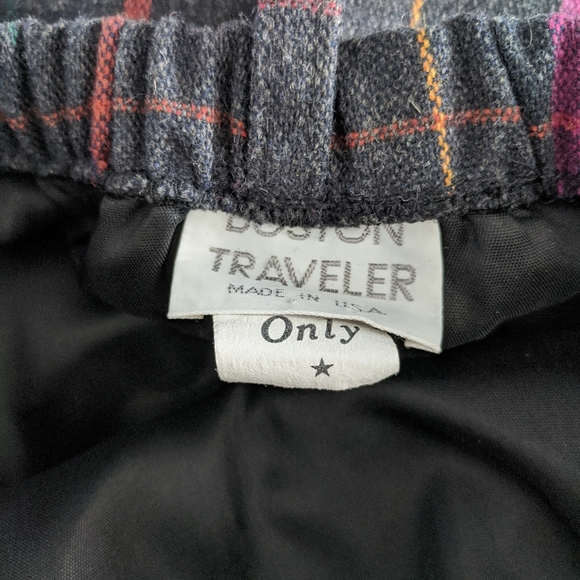 BOSTON
TRAVELER
MADE IN U.S.A.
Only
★